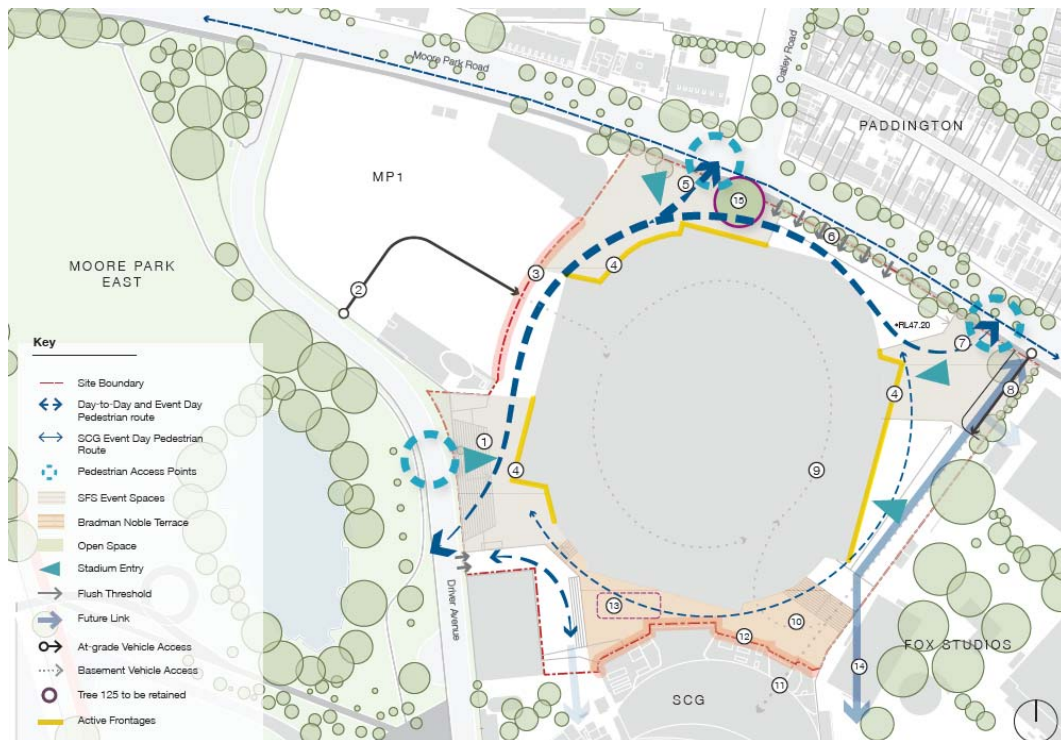 Moore Park Road
Oatley Road
PADDINGTON
MP1
MOORE PARK
EAST
5
15
6
3
4
2
•RL47.20
7
8
4
1
4
9
Key
Site Boundary
Day-to-Day and Event Day
Pedestrian route
SCG Event Day Pedestrian
Route
Pedestrian Access Points
SFS Event Spaces
Bradman Noble Terrace
Open Space
Stadium Entry
Flush Threshold
Future Link
At-grade Vehicle Access
Basement Vehicle Access
Tree 125 to be retained
Active Frontages
Driver Avenue
13
10
12
11
14
FOX STUDIOS
SCG